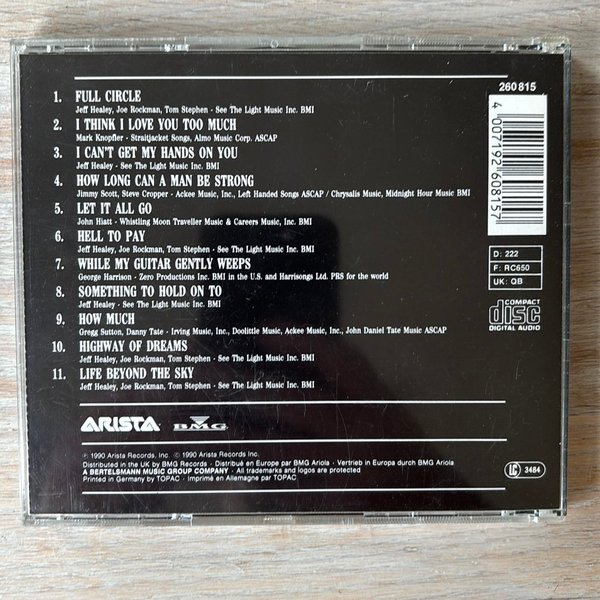 260 815
1. FULL CIRCLE
Jeff Healey, Joe Rockman, Tom Stephen - See The Light Music Inc. BMI
2. I THINK I LOVE YOU TOO MUCH
Mark Knopfler - Straitjacket Songs, Almo Music Corp. ASCAP
3. I CAN'T GET MY HANDS ON YOU
Jeff Healey - See The Light Music Inc. BMI
4. HOW LONG CAN A MAN BE STRONG
Jimmy Scott, Steve Cropper - Ackee Music, Inc., Left Handed Songs ASCAP / Chrysalis Music, Midnight Hour Music BMI
5. LET IT ALL GO
John Hiatt - Whistling Moon Traveller Music & Careers Music, Inc. BMI
6. HELL TO PAY
Jeff Healey, Joe Rockman, Tom Stephen - See The Light Music Inc. BMI
7. WHILE MY GUITAR GENTLY WEEPS
George Harrison - Zero Productions Inc. BMI in the U.S. and Harrisongs Ltd. PRS for the world
8. SOMETHING TO HOLD ON TO
Jeff Healey - See The Light Music Inc. BMI
9. HOW MUCH
Gregg Sutton, Danny Tate - Irving Music, Inc., Doolittle Music, Ackee Music, Inc., John Daniel Tate Music ASCAP
10. HIGHWAY OF DREAMS
Jeff Healey, Joe Rockman, Tom Stephen - See The Light Music Inc. BMI
11. LIFE BEYOND THE SKY
Jeff Healey, Joe Rockman, Tom Stephen - See The Light Music Inc. BMI
4 007192 608157
D: 222
F: RC650
UK: QB
COMPACT
disc
DIGITAL AUDIO
ARISTA
BMG
℗ 1990 Arista Records, Inc. © 1990 Arista Records Inc.
Distributed in the UK by BMG Records - Distribué en Europe par BMG Ariola - Vertrieb in Europe durch BMG Ariola
A BERTELSMANN MUSIC GROUP COMPANY - All trademarks and logos are protected
Printed in Germany by TOPAC - Imprimé en Allemagne par TOPAC
LC 3484